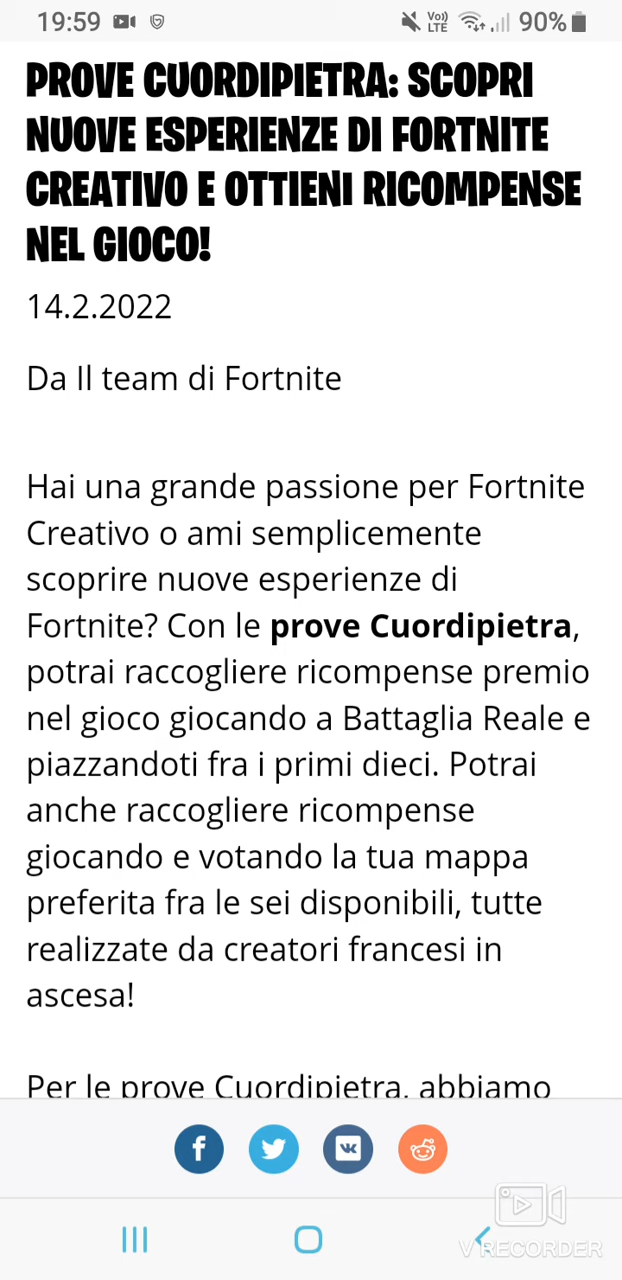 19:59
Vo))
LTE
90%
PROVE CUORDIPIETRA: SCOPRI
NUOVE ESPERIENZE DI FORTNITE
CREATIVO E OTTIENI RICOMPENSE
NEL GIOCO!
14.2.2022
Da Il team di Fortnite
Hai una grande passione per Fortnite
Creativo o ami semplicemente
scoprire nuove esperienze di
Fortnite? Con le prove Cuordipietra,
potrai raccogliere ricompense premio
nel gioco giocando a Battaglia Reale e
piazzandoti fra i primi dieci. Potrai
anche raccogliere ricompense
giocando e votando la tua mappa
preferita fra le sei disponibili, tutte
realizzate da creatori francesi in
ascesa!
Per le prove Cuordipietra, abbiamo
V RECORDER